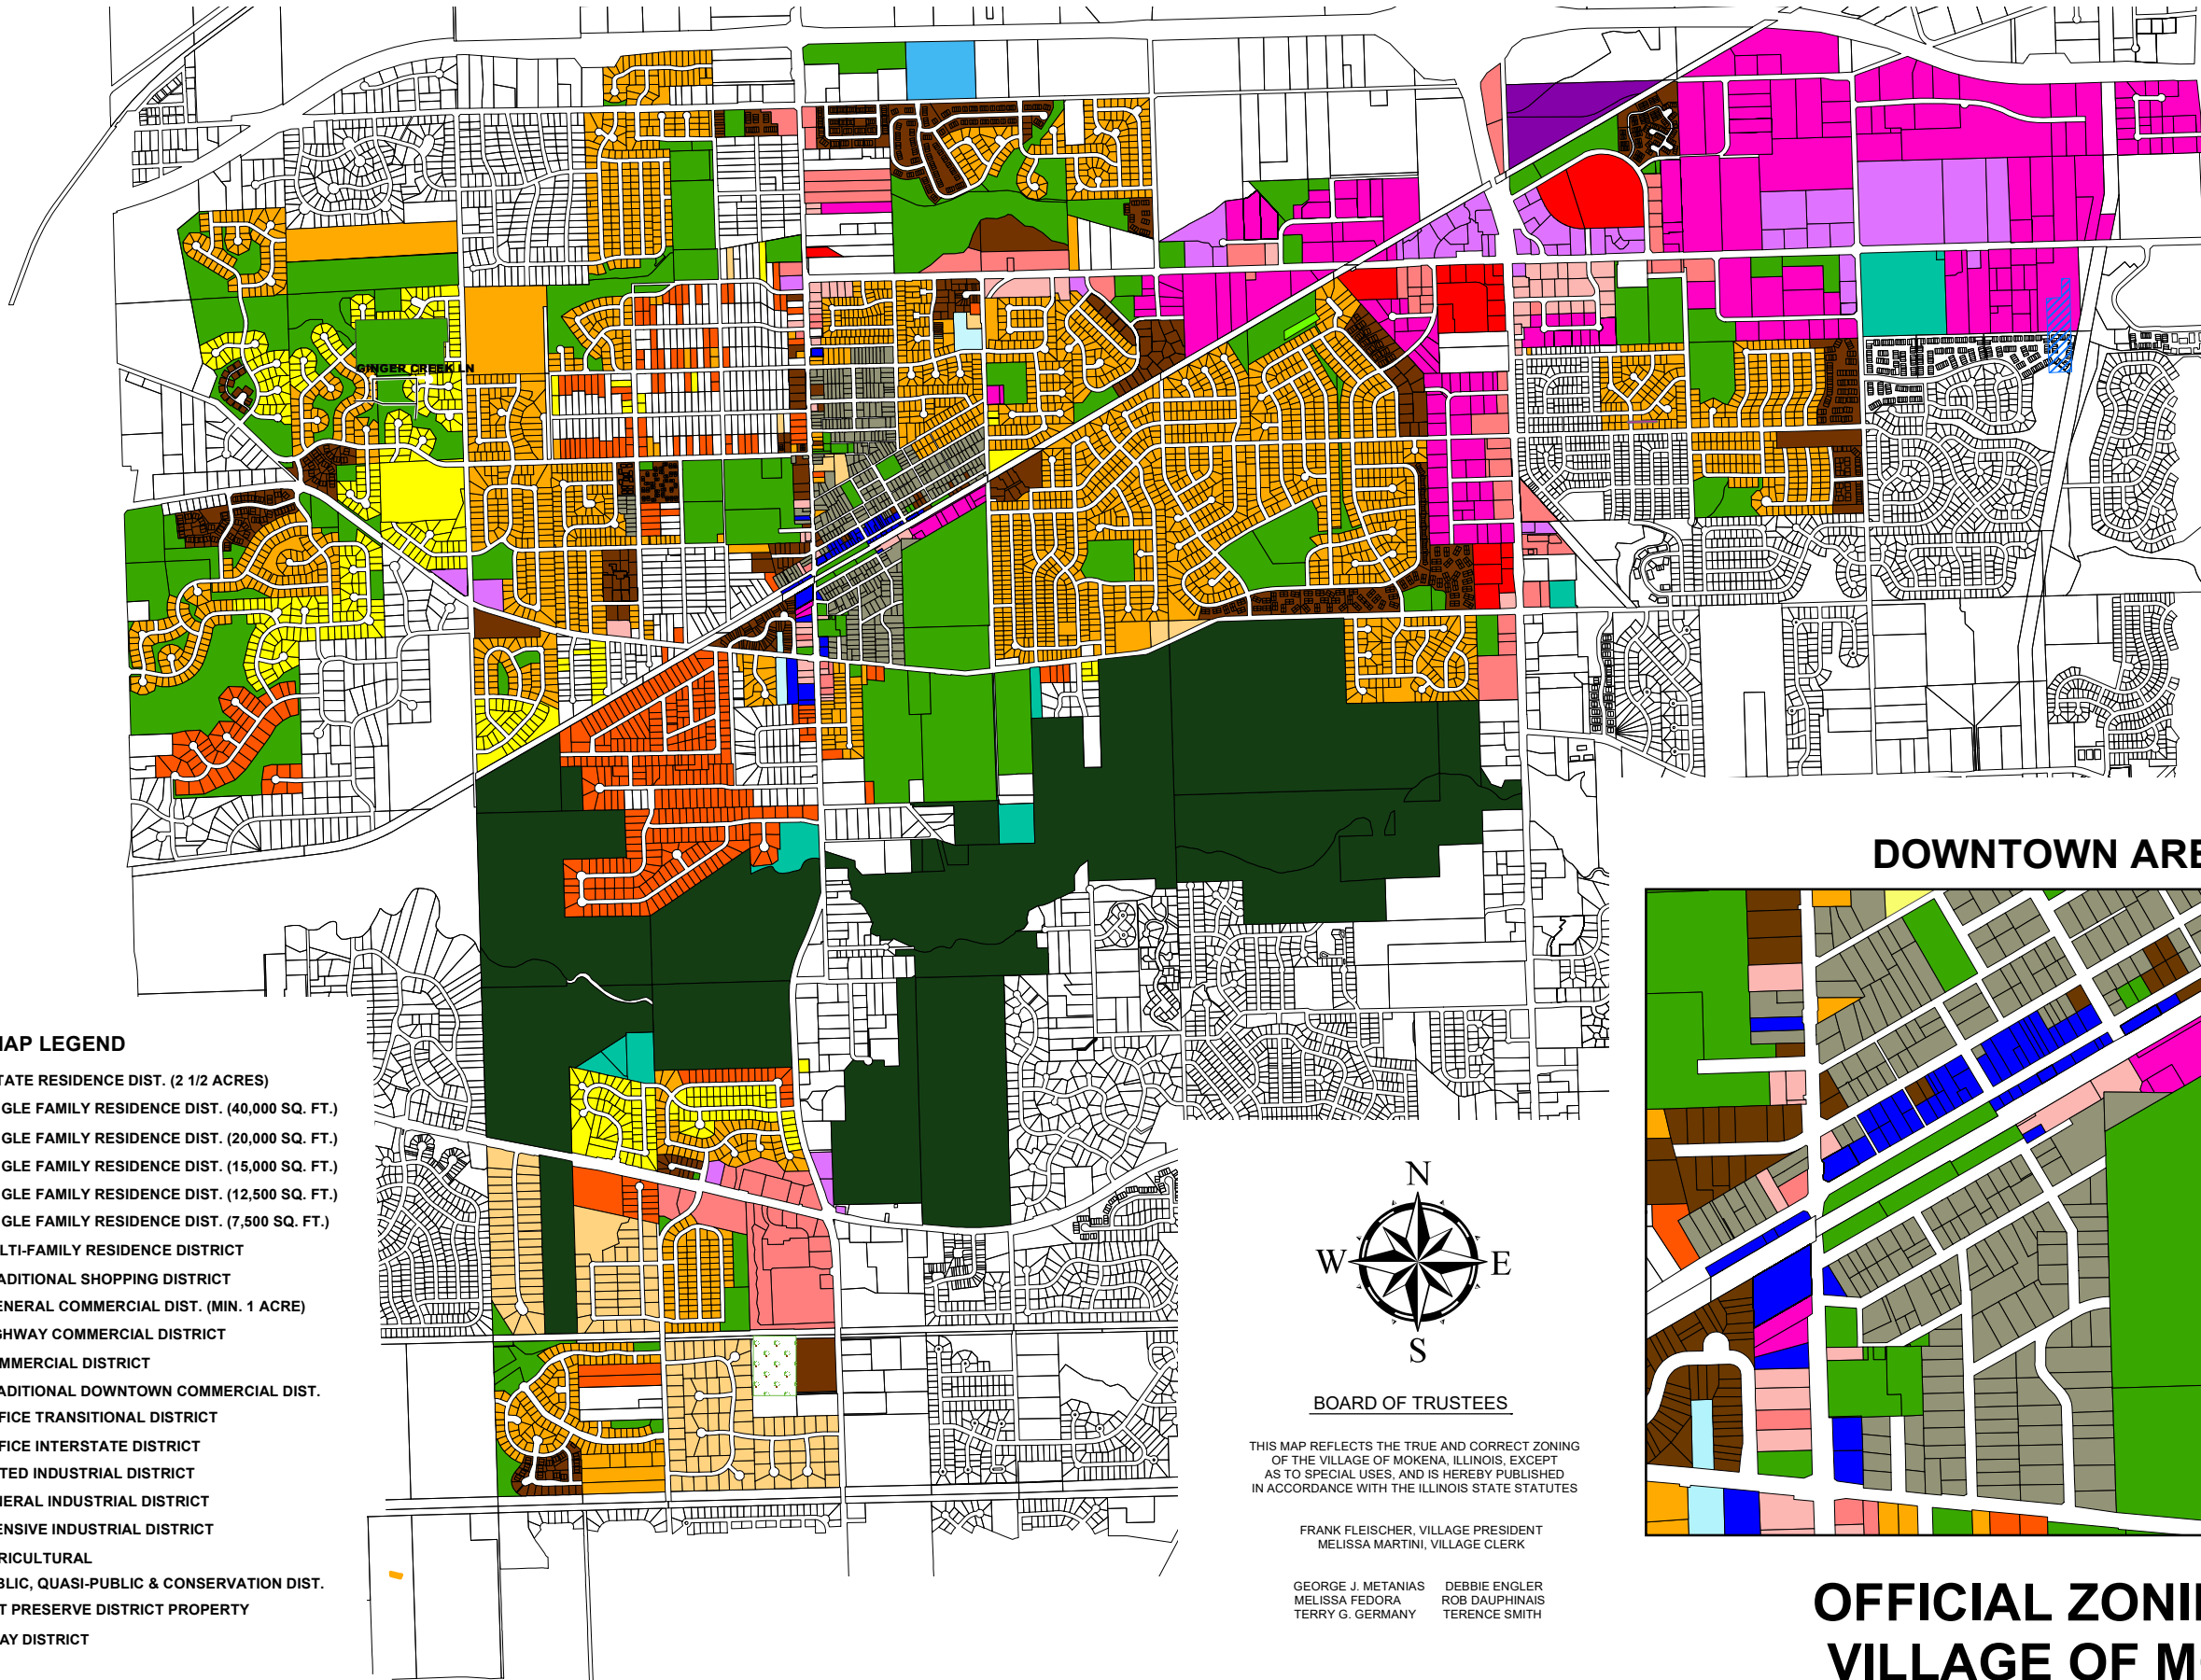 GINGER CREEK LN
DOWNTOWN ARE
MAP LEGEND
TATE RESIDENCE DIST. (2 1/2 ACRES)
GLE FAMILY RESIDENCE DIST. (40,000 SQ. FT.)
GLE FAMILY RESIDENCE DIST. (20,000 SQ. FT.)
GLE FAMILY RESIDENCE DIST. (15,000 SQ. FT.)
GLE FAMILY RESIDENCE DIST. (12,500 SQ. FT.)
GLE FAMILY RESIDENCE DIST. (7,500 SQ. FT.)
LTI-FAMILY RESIDENCE DISTRICT
ADITIONAL SHOPPING DISTRICT
ENERAL COMMERCIAL DIST. (MIN. 1 ACRE)
GHWAY COMMERCIAL DISTRICT
MMERCIAL DISTRICT
ADITIONAL DOWNTOWN COMMERCIAL DIST.
FICE TRANSITIONAL DISTRICT
FICE INTERSTATE DISTRICT
TED INDUSTRIAL DISTRICT
NERAL INDUSTRIAL DISTRICT
ENSIVE INDUSTRIAL DISTRICT
RICULTURAL
BLIC, QUASI-PUBLIC & CONSERVATION DIST.
T PRESERVE DISTRICT PROPERTY
AY DISTRICT
N
W E
S
BOARD OF TRUSTEES
THIS MAP REFLECTS THE TRUE AND CORRECT ZONING
OF THE VILLAGE OF MOKENA, ILLINOIS, EXCEPT
AS TO SPECIAL USES, AND IS HEREBY PUBLISHED
IN ACCORDANCE WITH THE ILLINOIS STATE STATUTES
FRANK FLEISCHER, VILLAGE PRESIDENT
MELISSA MARTINI, VILLAGE CLERK
GEORGE J. METANIAS DEBBIE ENGLER
MELISSA FEDORA ROB DAUPHINAIS
TERRY G. GERMANY TERENCE SMITH
OFFICIAL ZONI
VILLAGE OF M